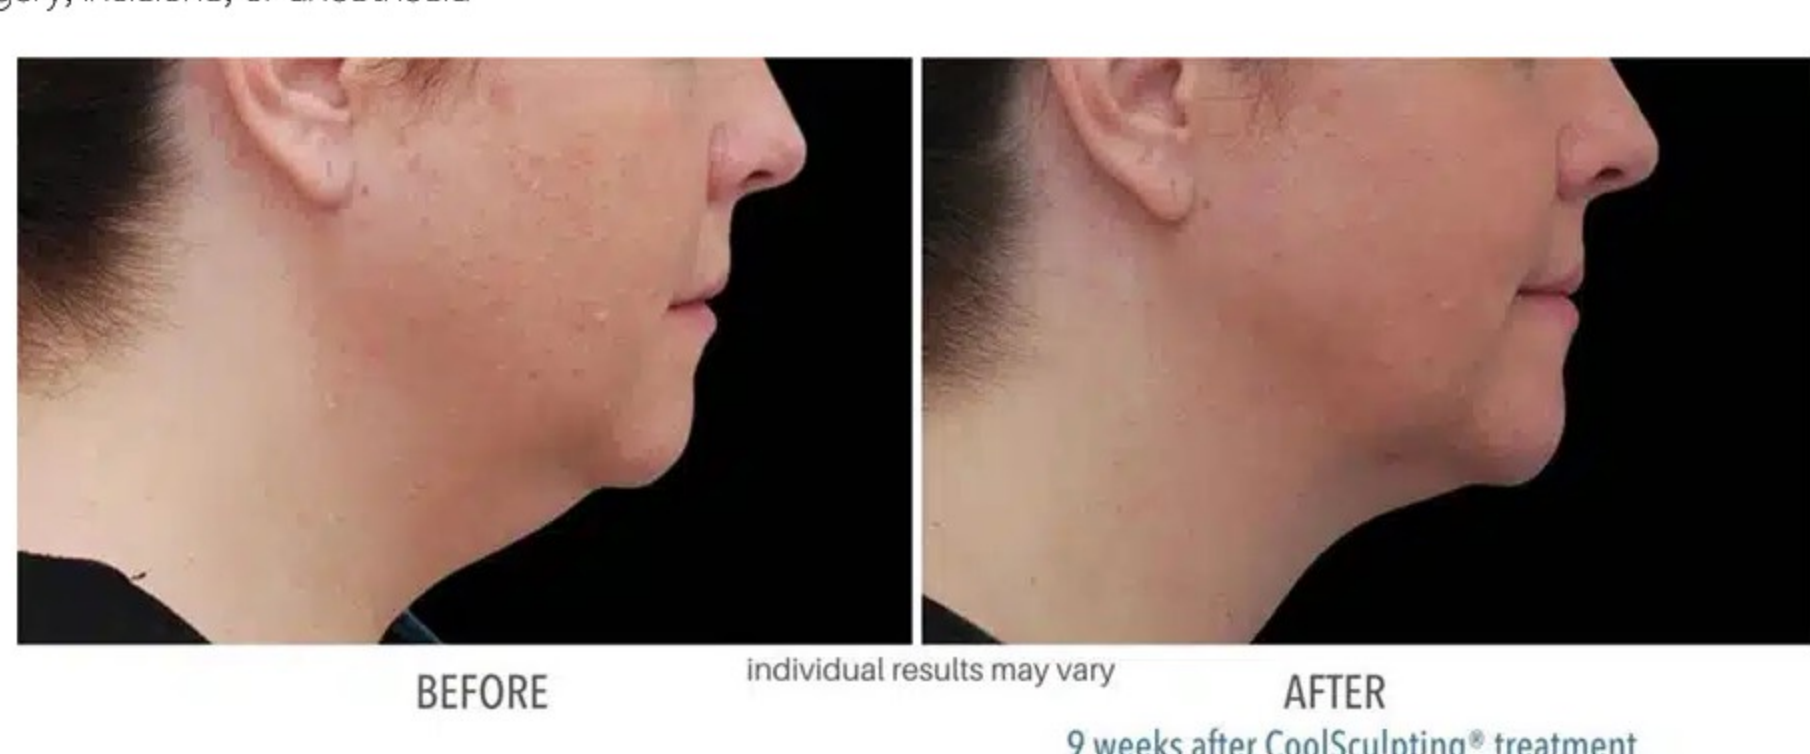 BEFORE
individual results may vary
AFTER
9 weeks after CoolSculpting® treatment